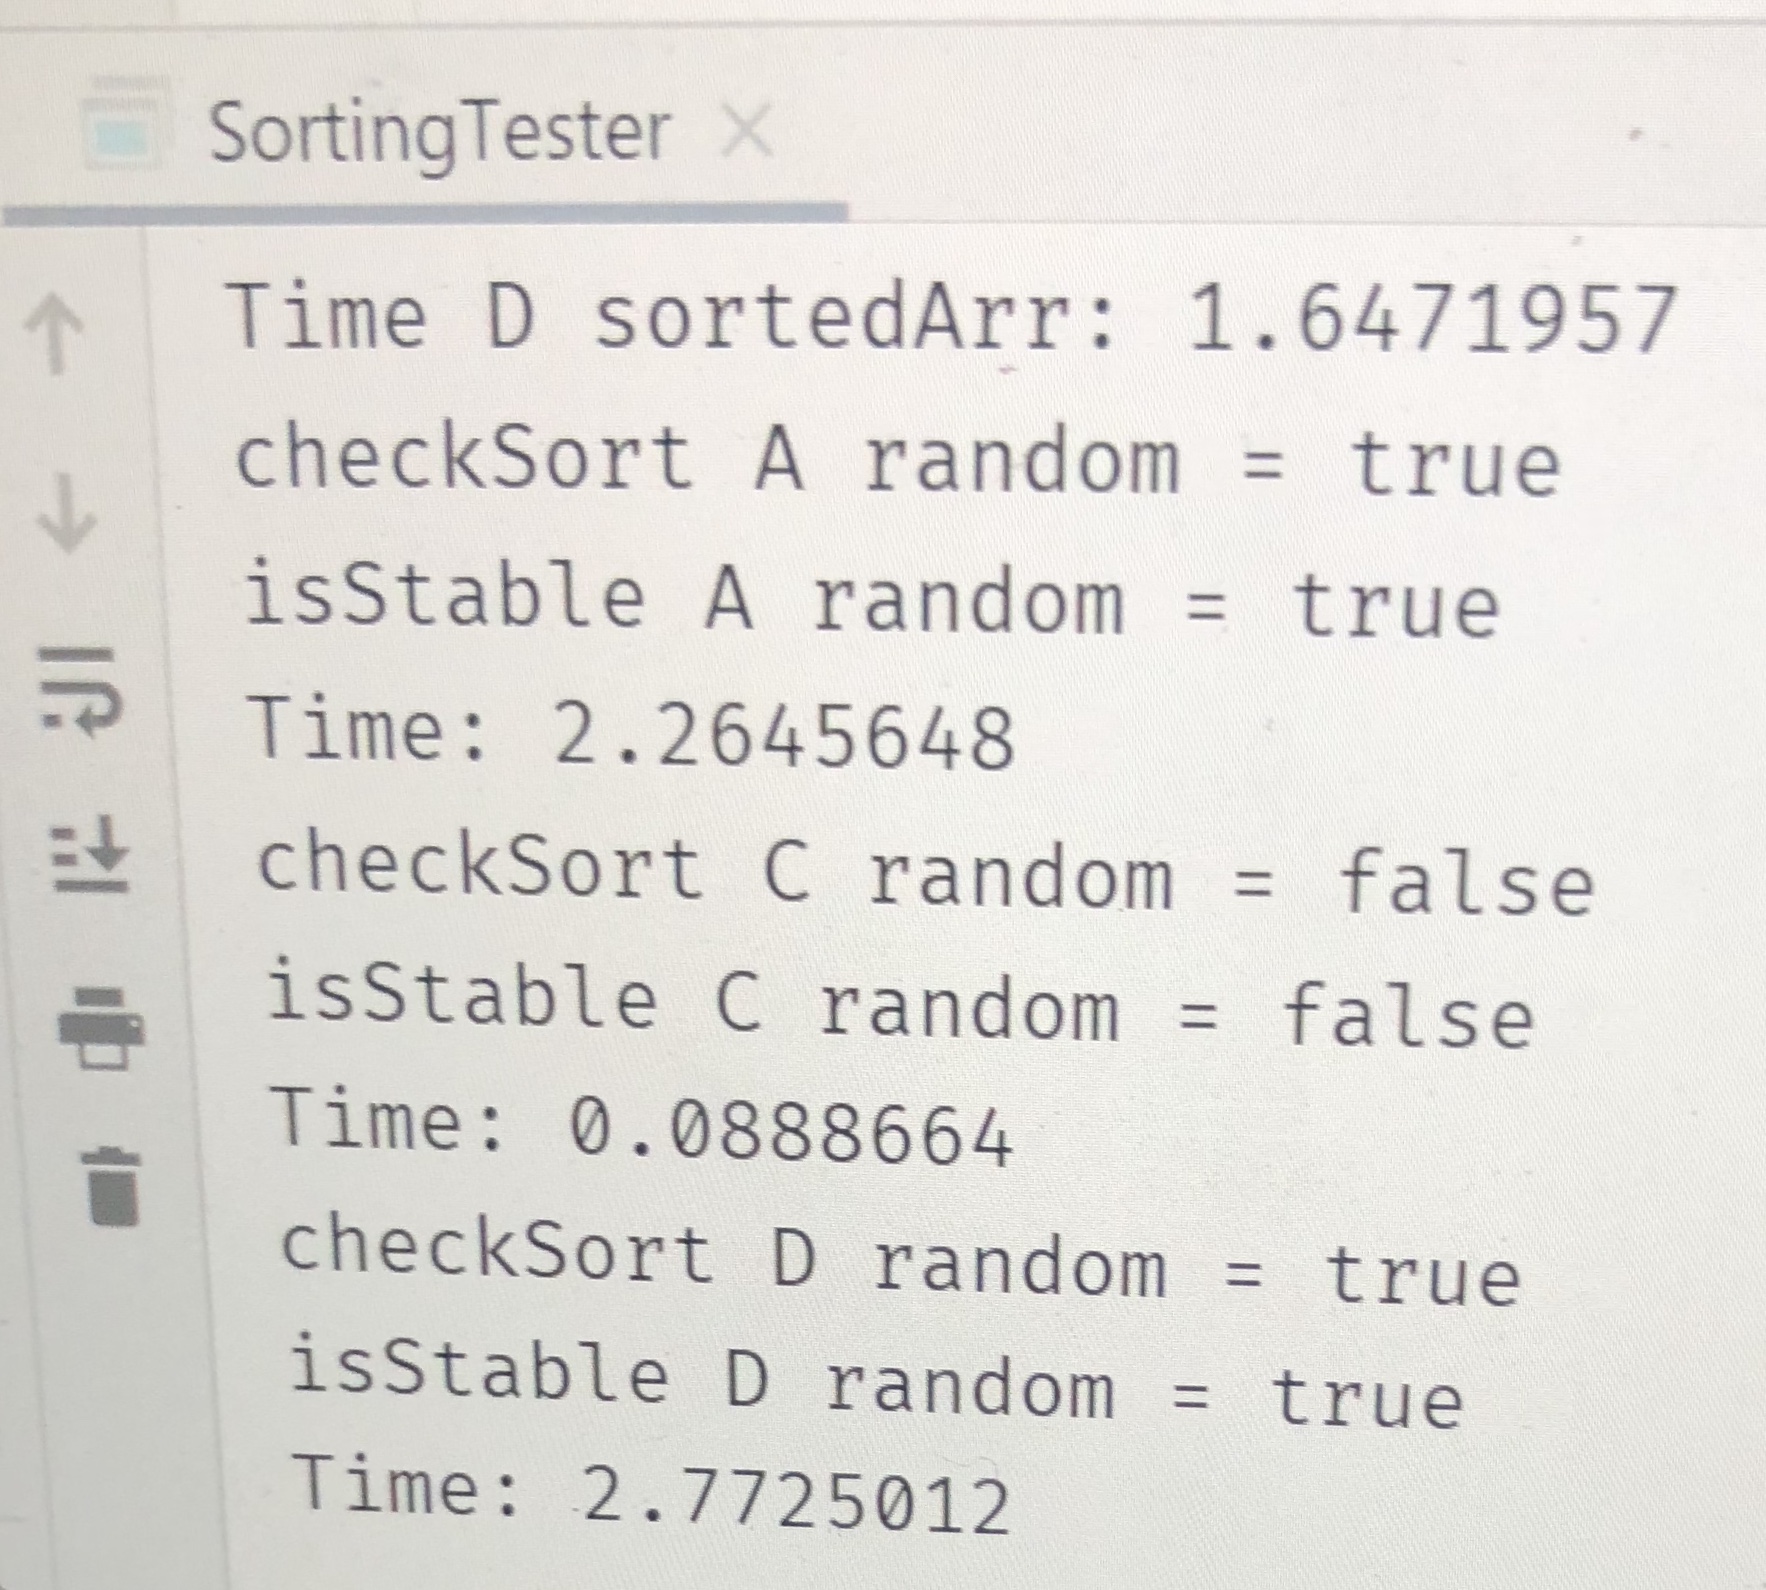 SortingTester
Time D sortedArr: 1.6471957
checkSort A random = true
isStable A random = true
Time: 2.2645648
checkSort C random = false
isStable C random = false
Time: 0.0888664
checkSort D random = true
isStable D random = true
Time: 2.7725012